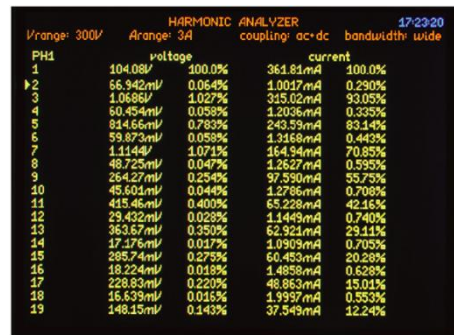 HARMONIC ANALYZER 17:23:20
Vrange: 300V Arange: 3A coupling: ac+dc bandwidth: wide
PH1 voltage current
1 104.08V 100.0% 361.81mA 100.0%
2 66.942mV 0.064% 1.0017mA 0.290%
3 1.0686V 1.027% 315.02mA 93.05%
4 60.454mV 0.058% 1.2036mA 0.335%
5 814.66mV 0.783% 243.59mA 83.14%
6 59.873mV 0.058% 1.3168mA 0.443%
7 1.1144V 1.071% 164.94mA 70.85%
8 48.725mV 0.047% 1.2627mA 0.595%
9 264.27mV 0.254% 97.590mA 55.75%
10 45.601mV 0.044% 1.2786mA 0.708%
11 415.46mV 0.400% 65.228mA 42.16%
12 29.432mV 0.028% 1.1449mA 0.740%
13 363.67mV 0.350% 62.921mA 29.11%
14 17.176mV 0.017% 1.0909mA 0.705%
15 285.74mV 0.275% 60.453mA 20.28%
16 18.224mV 0.018% 1.4858mA 0.628%
17 228.83mV 0.220% 48.863mA 15.01%
18 16.639mV 0.016% 1.9997mA 0.553%
19 148.15mV 0.143% 37.549mA 12.24%